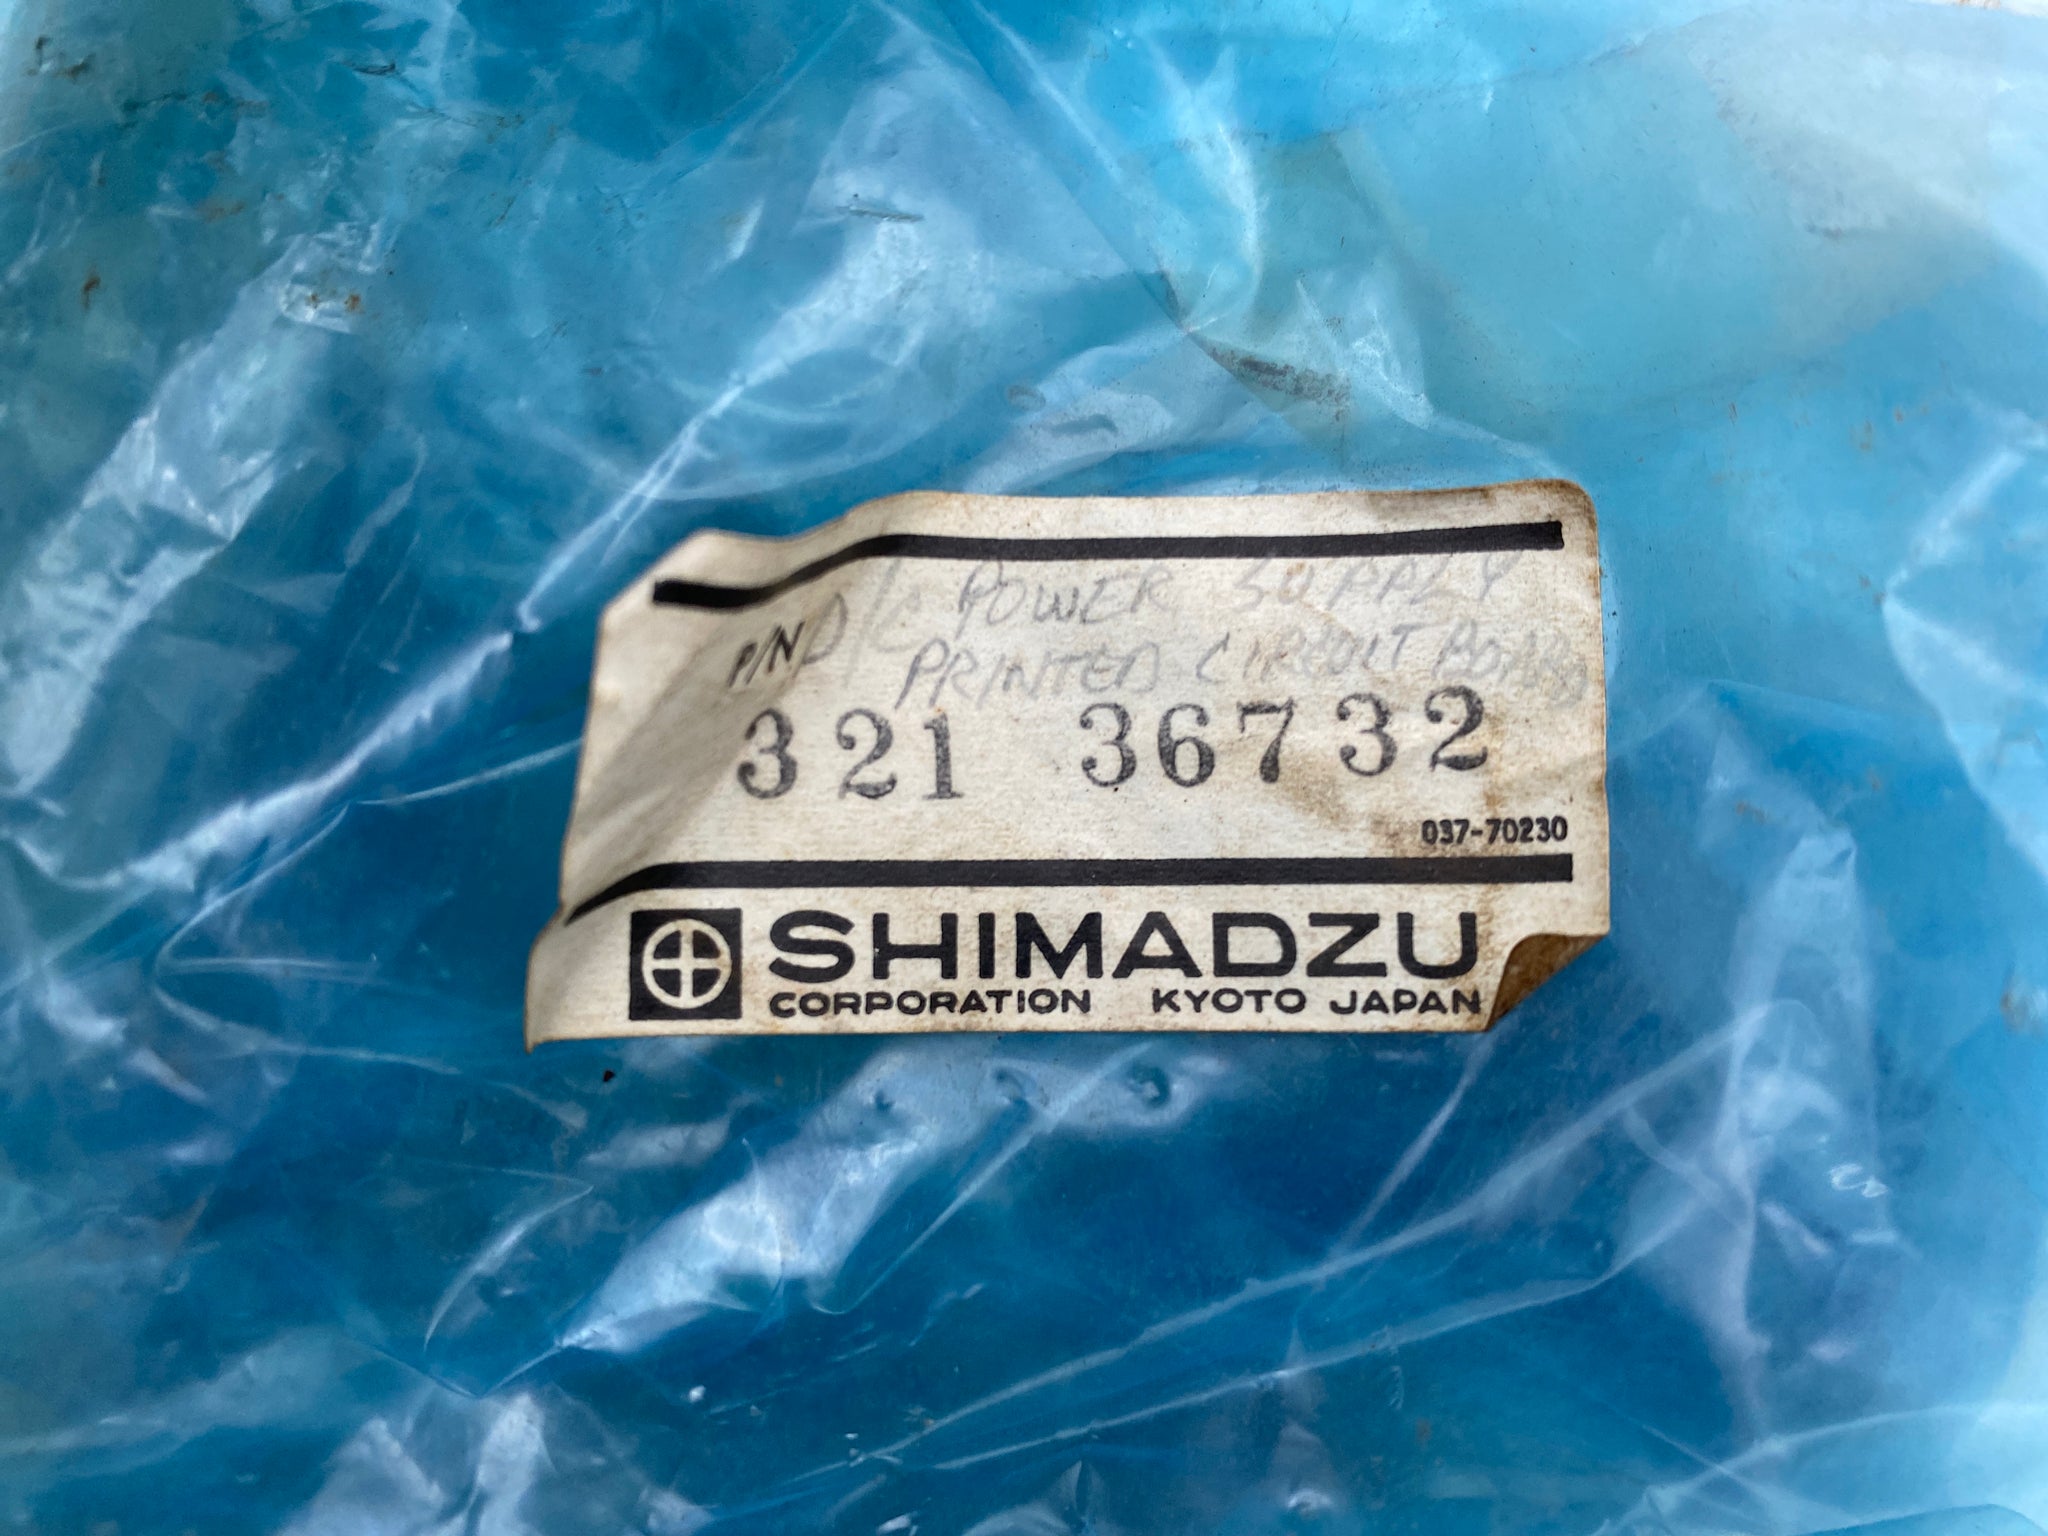 D/C POWER SUPPLY
P/N PRINTED CIRCUIT BOARD
321 36732
037-70230
SHIMADZU
CORPORATION KYOTO JAPAN